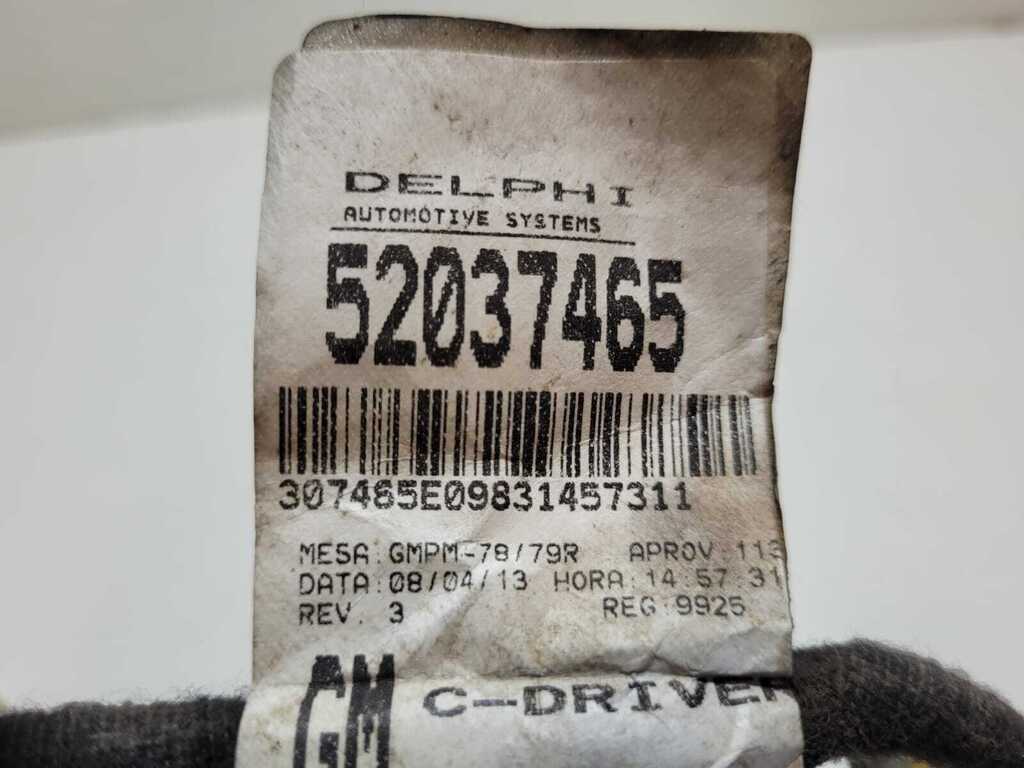 DELPHI
AUTOMOTIVE SYSTEMS
52037465
307465E09831457311
MESA:GMPM-78/79R APROV:113
DATA:08/04/13 HORA:14:57:31
REV. 3 REG:9925
GM C-DRIVER